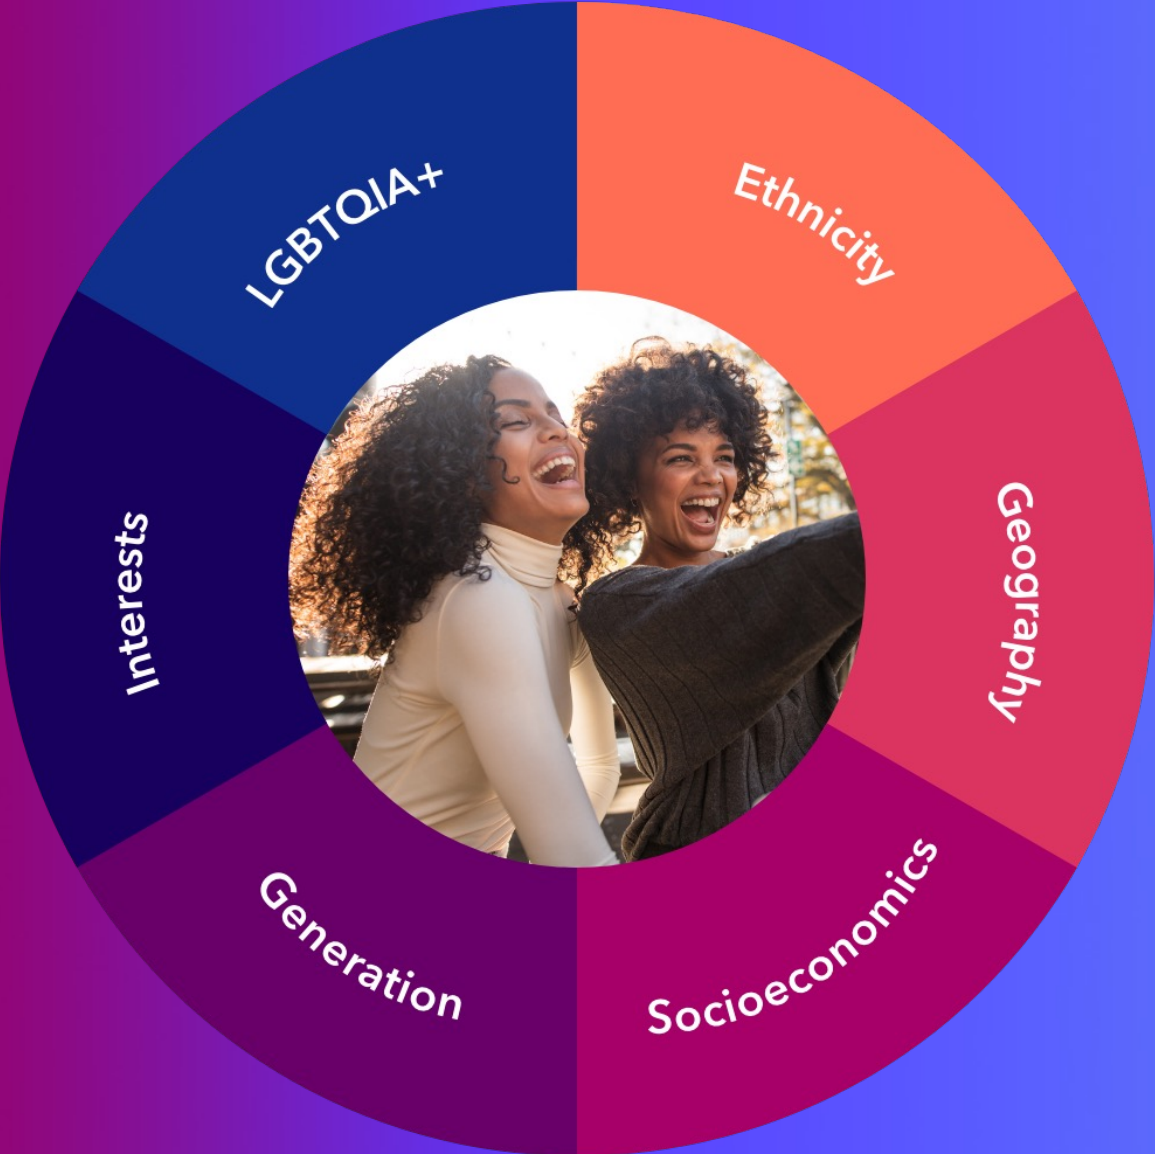 LGBTQIA+
Ethnicity
Geography
Socioeconomics
Generation
Interests